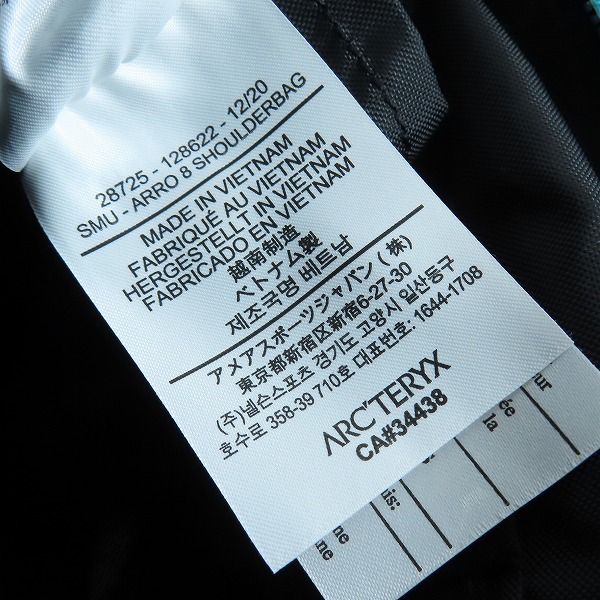 28725 - 128622 - 12/20
SMU - ARRO 8 SHOULDERBAG
MADE IN VIETNAM
FABRIQUÉ AU VIETNAM
HERGESTELLT IN VIETNAM
FABRICADO EN VIETNAM
越南制造
ベトナム製
제조국명 베트남
アメアスポーツジャパン ( 株 )
東京都新宿区新宿6-27-30
(주)넬슨스포츠 경기도 고양시 일산동구
호수로 358-39 710호 대표번호: 1644-1708
ARC'TERYX
CA#34438